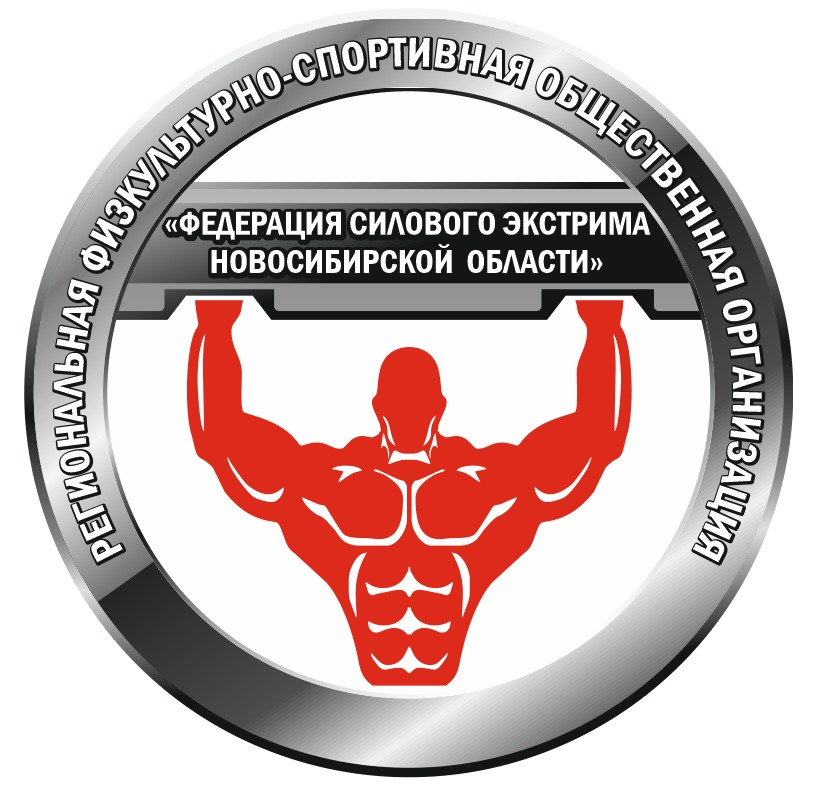 РЕГИОНАЛЬНАЯ ФИЗКУЛЬТУРНО-СПОРТИВНАЯ ОБЩЕСТВЕННАЯ ОРГАНИЗАЦИЯ
«ФЕДЕРАЦИЯ СИЛОВОГО ЭКСТРИМА
НОВОСИБИРСКОЙ ОБЛАСТИ»